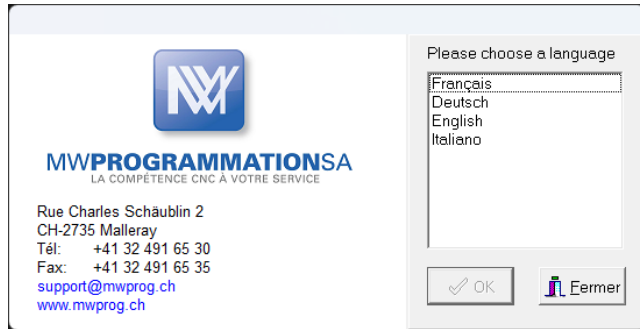 MWPROGRAMMATIONSA
LA COMPÉTENCE CNC À VOTRE SERVICE
Rue Charles Schäublin 2
CH-2735 Malleray
Tél: +41 32 491 65 30
Fax: +41 32 491 65 35
support@mwprog.ch
www.mwprog.ch
Please choose a language
Français
Deutsch
English
Italiano
OK
Fermer